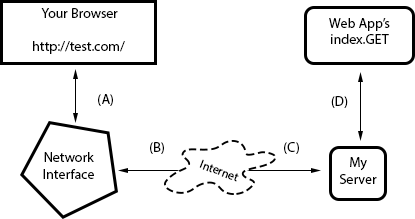 Your Browser
http://test.com/
Web App's
index.GET
(A)
(D)
Network
Interface
(B)
Internet
(C)
My
Server